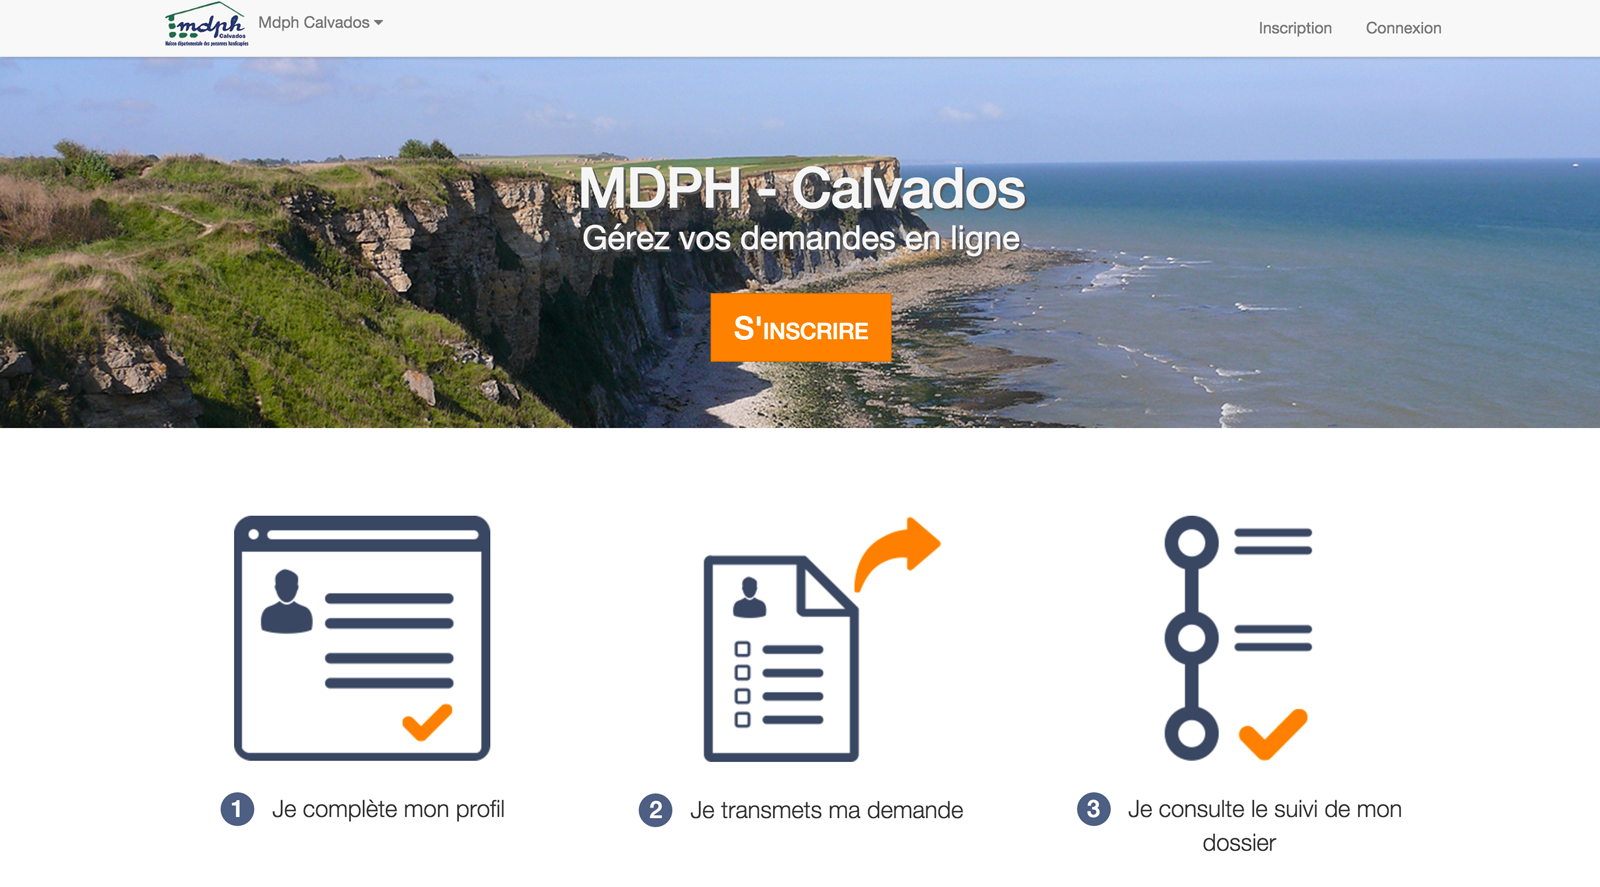 mdph
Calvados
Maison départementale des personnes handicapées
Mdph Calvados
Inscription
Connexion
MDPH - Calvados
Gérez vos demandes en ligne
S'INSCRIRE
1 Je complète mon profil
2 Je transmets ma demande
3 Je consulte le suivi de mon
dossier